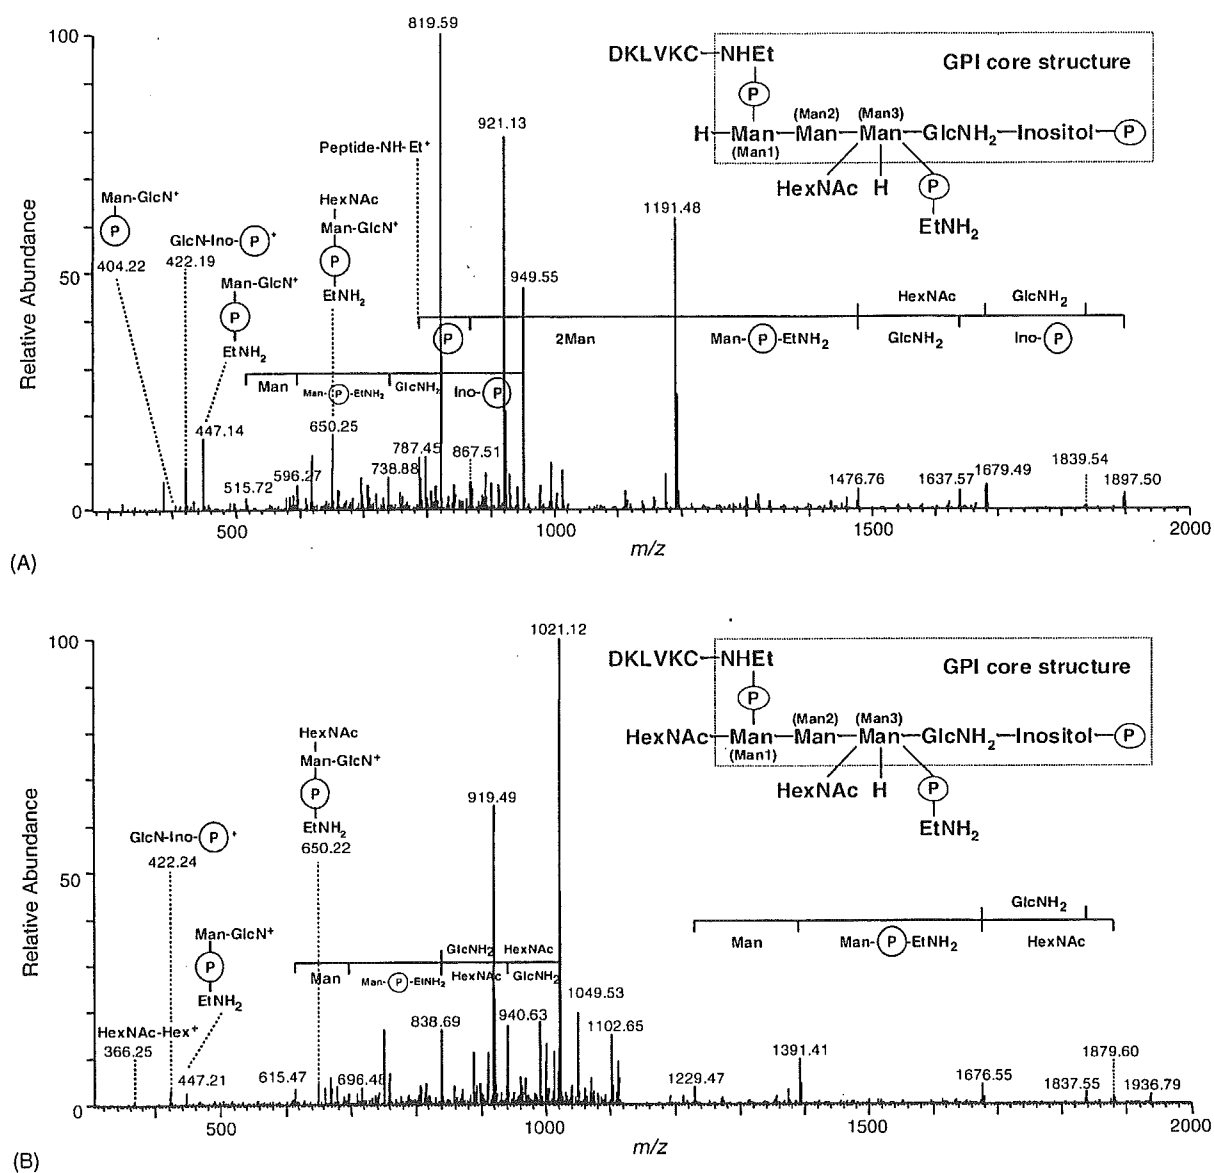 819.59
100
DKLVKC-NHEt
GPI core structure
P
921.13
(Man2) (Man3)
H-Man-Man-Man-GlcNH2-Inositol-P
(Man1)
Peptide-NH-Et+
HexNAc H P
EtNH2
Man-GlcN+
P
404.22
HexNAc
Man-GlcN+
P
EtNH2
1191.48
GlcN-Ino-P+
422.19
Man-GlcN+
P
EtNH2
949.55
50
HexNAc GlcNH2
P 2Man Man-P-EtNH2 GlcNH2 Ino-P
Man Man-P-EtNH2 GlcNH2 Ino-P
Relative Abundance
447.14
650.25
787.45
867.51
738.88
596.27
515.72
1476.76
1637.57
1679.49
1839.54
1897.50
0
500 1000 1500 2000
m/z
(A)
1021.12
100
DKLVKC-NHEt
GPI core structure
P
(Man2) (Man3)
HexNAc-Man-Man-Man-GlcNH2-Inositol-P
(Man1)
HexNAc H P
EtNH2
HexNAc
Man-GlcN+
P
EtNH2
650.22
919.49
GlcN-Ino-P+
422.24
50
Man-GlcN+
P
EtNH2
GlcNH2
Man Man-P-EtNH2 HexNAc
GlcNH2 HexNAc
Man Man-P-EtNH2 HexNAc GlcNH2
Relative Abundance
HexNAc-Hex+
366.25
447.21
615.47
696.48
838.69
940.63
1049.53
1102.65
1229.47
1391.41
1676.55
1837.55
1879.60
1936.79
0
500 1000 1500 2000
m/z
(B)